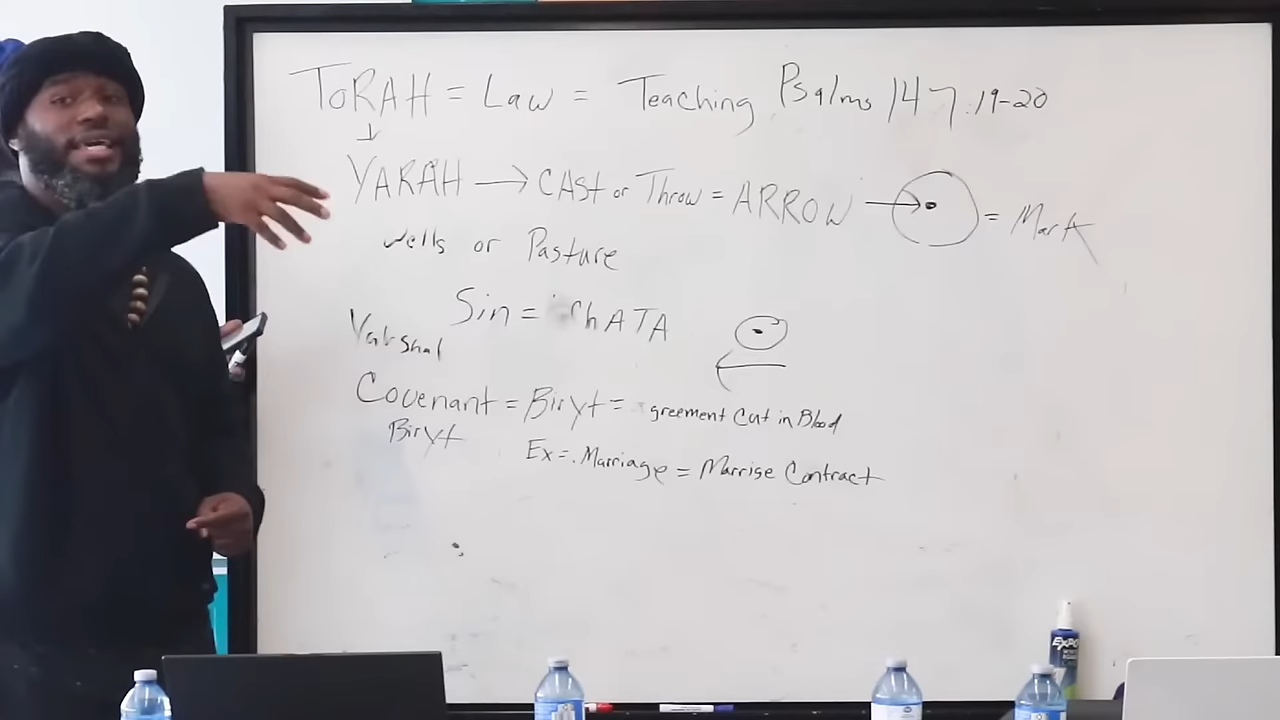 ToRAH = Law = Teaching Psalms 147:19-20
YARAH → CASt or Throw = ARROW → = Mark
wells or Pasture
Sin = ChATA
Covenant = Biryt = greement Cut in Blood
Biryt
Ex = Marriage = Marrise Contract
EXPO